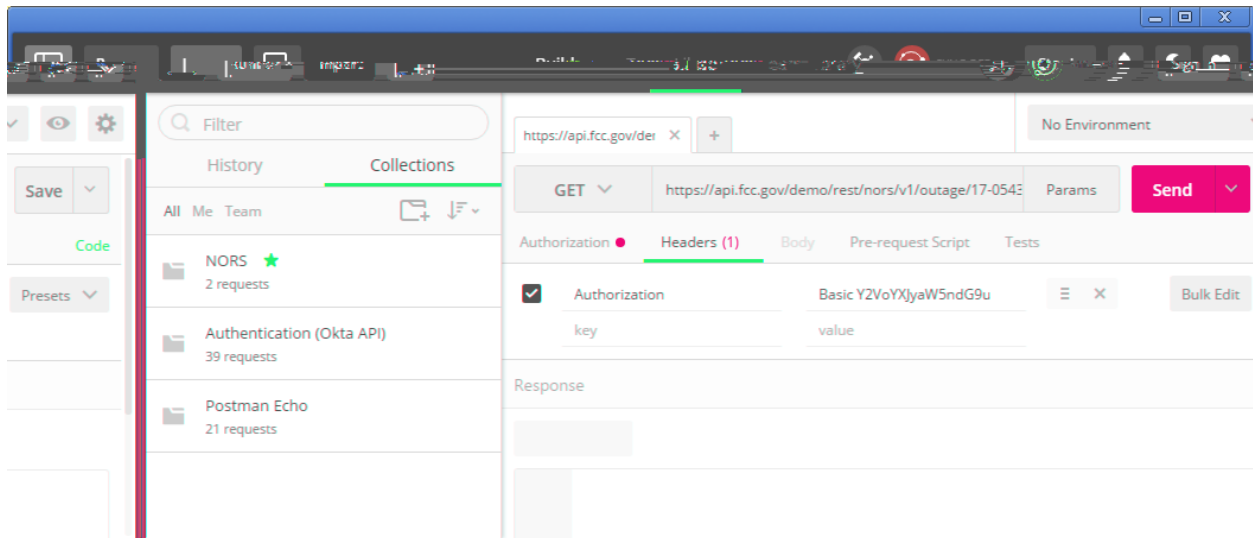 https://api.fcc.gov/der
No Environment
Filter
History Collections
GET https://api.fcc.gov/demo/rest/nors/v1/outage/17-0543 Params Send
Save
All Me Team
Code
Authorization Headers (1) Body Pre-request Script Tests
NORS
2 requests
Presets
Authorization Basic Y2VoYXJyaW5ndG9u Bulk Edit
key value
Authentication (Okta API)
39 requests
Response
Postman Echo
21 requests